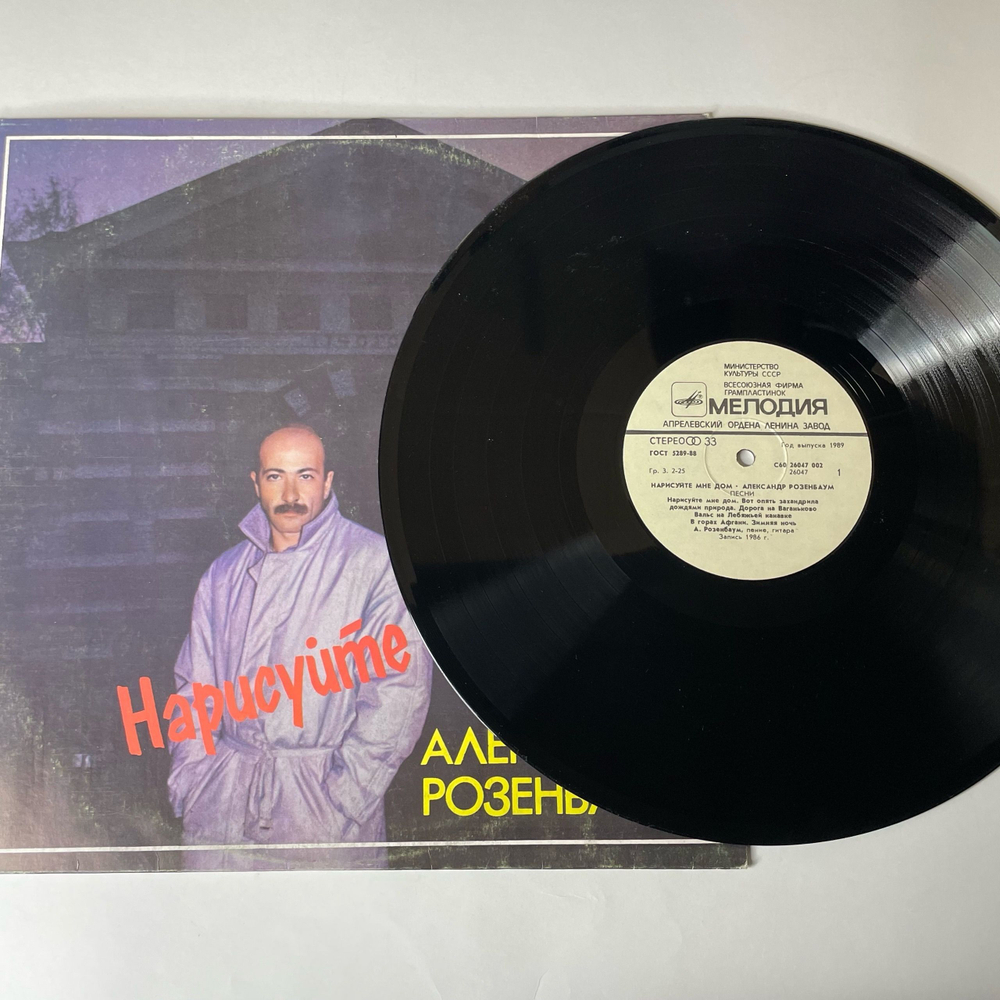 Нарисуйте
АЛЕ
РОЗЕНБА
МИНИСТЕРСТВО
КУЛЬТУРЫ СССР
ВСЕСОЮЗНАЯ ФИРМА
ГРАМПЛАСТИНОК
МЕЛОДИЯ
АПРЕЛЕВСКИЙ ОРДЕНА ЛЕНИНА ЗАВОД
СТЕРЕО 33 Год выпуска 1989
ГОСТ 5289-88 С60 26047 002
Гр. 3. 2-25 26047 1
НАРИСУЙТЕ МНЕ ДОМ - АЛЕКСАНДР РОЗЕНБАУМ
ПЕСНИ
Нарисуйте мне дом. Вот опять захандрила
дождями природа. Дорога на Ваганьково
Вальс на Лебяжьей канавке
В горах Афгани. Зимняя ночь
А. Розенбаум, пение, гитара
Запись 1986 г.